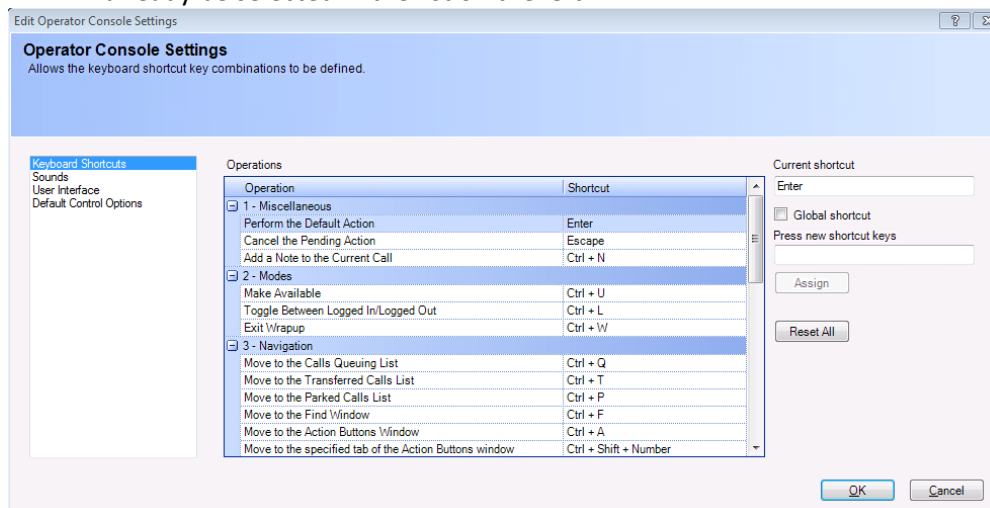 Edit Operator Console Settings
Operator Console Settings
Allows the keyboard shortcut key combinations to be defined.
Keyboard Shortcuts
Sounds
User Interface
Default Control Options
Operations
Operation Shortcut
1 - Miscellaneous
Perform the Default Action Enter
Cancel the Pending Action Escape
Add a Note to the Current Call Ctrl + N
2 - Modes
Make Available Ctrl + U
Toggle Between Logged In/Logged Out Ctrl + L
Exit Wrapup Ctrl + W
3 - Navigation
Move to the Calls Queuing List Ctrl + Q
Move to the Transferred Calls List Ctrl + T
Move to the Parked Calls List Ctrl + P
Move to the Find Window Ctrl + F
Move to the Action Buttons Window Ctrl + A
Move to the specified tab of the Action Buttons window Ctrl + Shift + Number
Current shortcut
Enter
Global shortcut
Press new shortcut keys
Assign
Reset All
OK Cancel